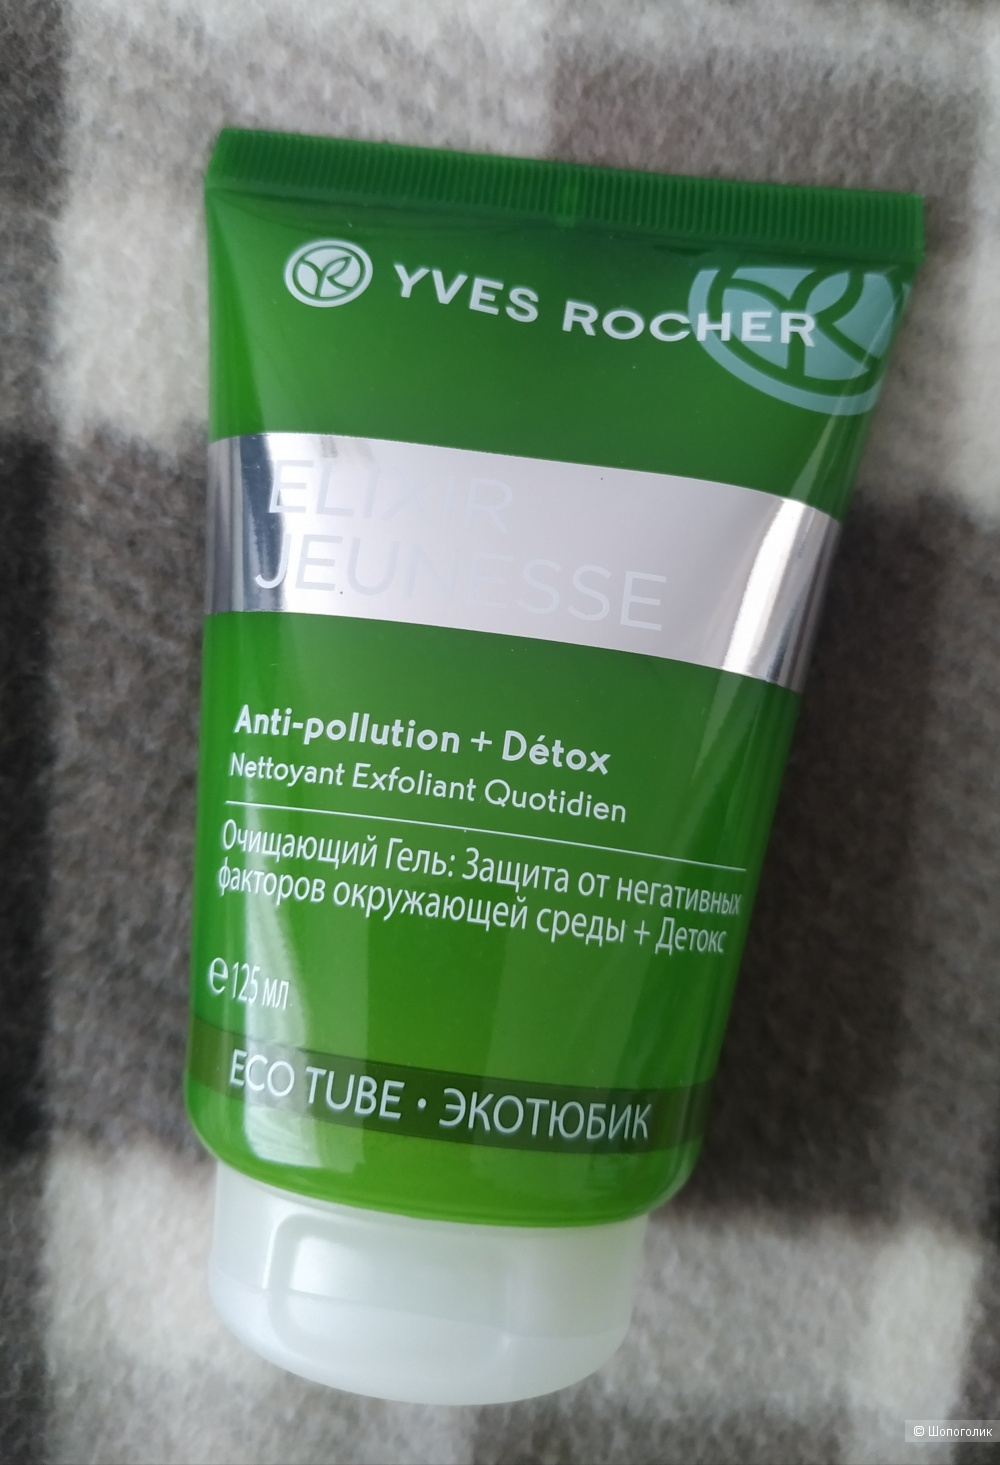 YVES ROCHER
ELIXIR
JEUNESSE
Anti-pollution + Détox
Nettoyant Exfoliant Quotidien
Очищающий Гель: Защита от негативных
факторов окружающей среды + Детокс
℮ 125 мл
ECO TUBE • ЭКОТЮБИК
© Шопоголик